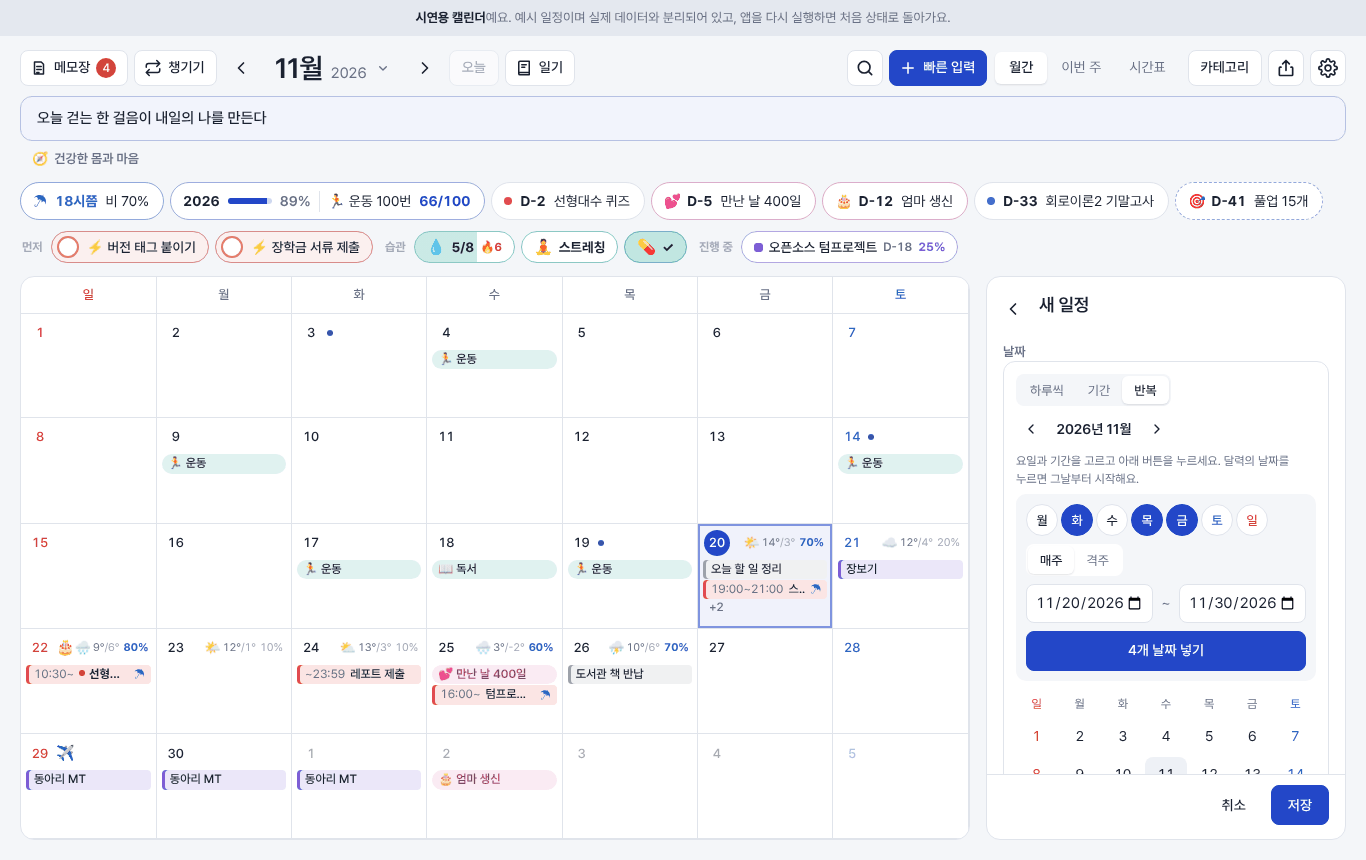 시연용 캘린더예요. 예시 일정이며 실제 데이터와 분리되어 있고, 앱을 다시 실행하면 처음 상태로 돌아가요.
메모장 4 챙기기 11월 2026 오늘 일기 빠른 입력 월간 이번 주 시간표 카테고리
오늘 걷는 한 걸음이 내일의 나를 만든다
🧭 건강한 몸과 마음
☂ 18시쯤 비 70% 2026 89% 🏃 운동 100번 66/100 D-2 선형대수 퀴즈 💕 D-5 만난 날 400일 🎂 D-12 엄마 생신 D-33 회로이론2 기말고사 🎯 D-41 풀업 15개
먼저 ⚡ 버전 태그 붙이기 ⚡ 장학금 서류 제출 습관 💧 5/8 🔥6 🧘 스트레칭 💊 ✓ 진행 중 오픈소스 텀프로젝트 D-18 25%
일 월 화 수 목 금 토
1 2 3 4 5 6 7
🏃 운동
8 9 10 11 12 13 14
🏃 운동 🏃 운동
15 16 17 18 19 20 🌤 14°/3° 70% 21 ☁ 12°/4° 20%
🏃 운동 📖 독서 🏃 운동 오늘 할 일 정리 장보기
19:00~21:00 스.. ☂
+2
22 🎂 🌧 9°/6° 80% 23 🌤 12°/1° 10% 24 ⛅ 13°/3° 10% 25 🌧 3°/-2° 60% 26 ⛈ 10°/6° 70% 27 28
10:30~ 선형... ☂ ~23:59 레포트 제출 💕 만난 날 400일 도서관 책 반납
16:00~ 텀프로... ☂
29 ✈ 30 1 2 3 4 5
동아리 MT 동아리 MT 동아리 MT 🎂 엄마 생신
새 일정
날짜
하루씩 기간 반복
2026년 11월
요일과 기간을 고르고 아래 버튼을 누르세요. 달력의 날짜를
누르면 그날부터 시작해요.
월 화 수 목 금 토 일
매주 격주
11/20/2026 ~ 11/30/2026
4개 날짜 넣기
일 월 화 수 목 금 토
1 2 3 4 5 6 7
8 9 10 11 12 13 14
취소 저장